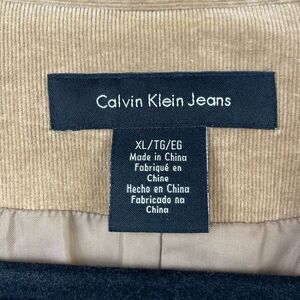 Calvin Klein Jeans
XL/TG/EG
Made in China
Fabriqué en
Chine
Hecho en China
Fabricado na
China